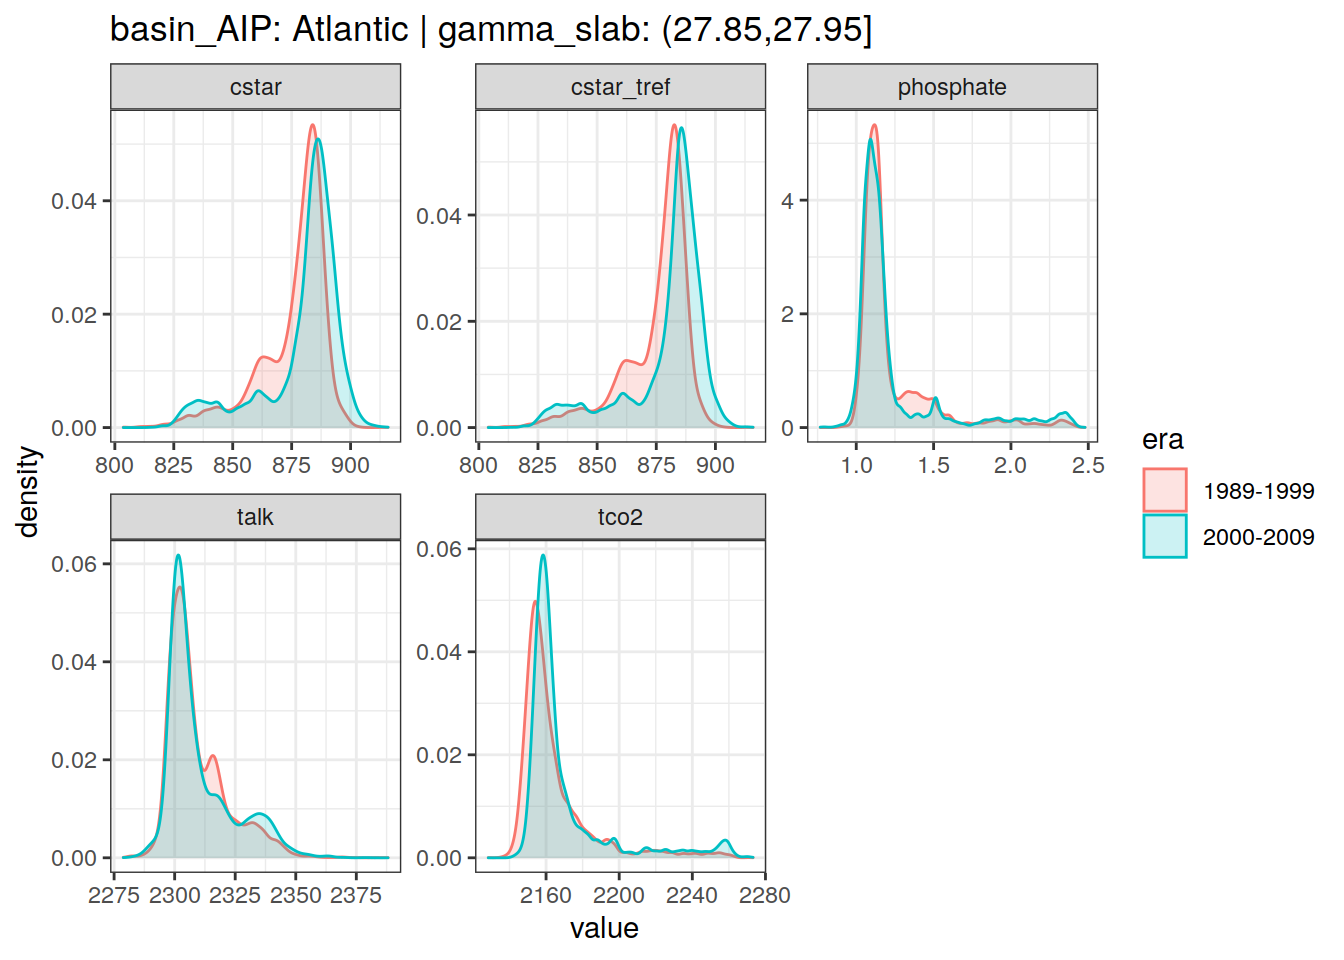 basin_AIP: Atlantic | gamma_slab: (27.85,27.95]
cstar
cstar_tref
phosphate
0.04
0.02
0.00
800 825 850 875 900
0.04
0.02
0.00
800 825 850 875 900
4
2
0
1.0 1.5 2.0 2.5
density
talk
tco2
0.06
0.04
0.02
0.00
2275 2300 2325 2350 2375
0.06
0.04
0.02
0.00
2160 2200 2240 2280
value
era
1989-1999
2000-2009